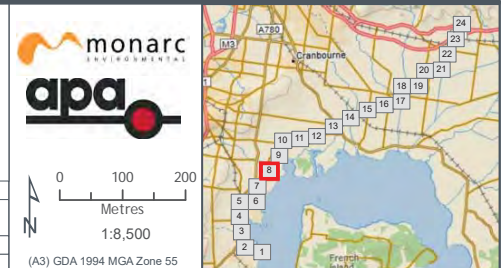 monarc
ENVIRONMENTAL
apa
0 100 200
Metres
1:8,500
N
(A3) GDA 1994 MGA Zone 55
A780
M3
Cranbourne
24
23
22
20 21
18 19
17
16
15
14
13
12
11
10
9
8
7
5 6
4
3
2 1
French
Island